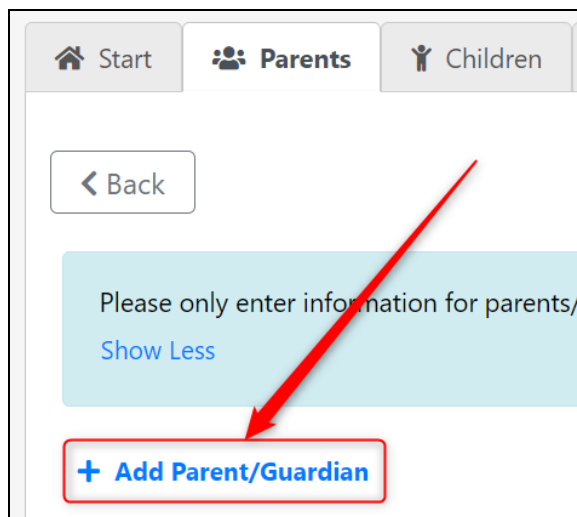 Start Parents Children
Back
Please only enter information for parents/
Show Less
+ Add Parent/Guardian